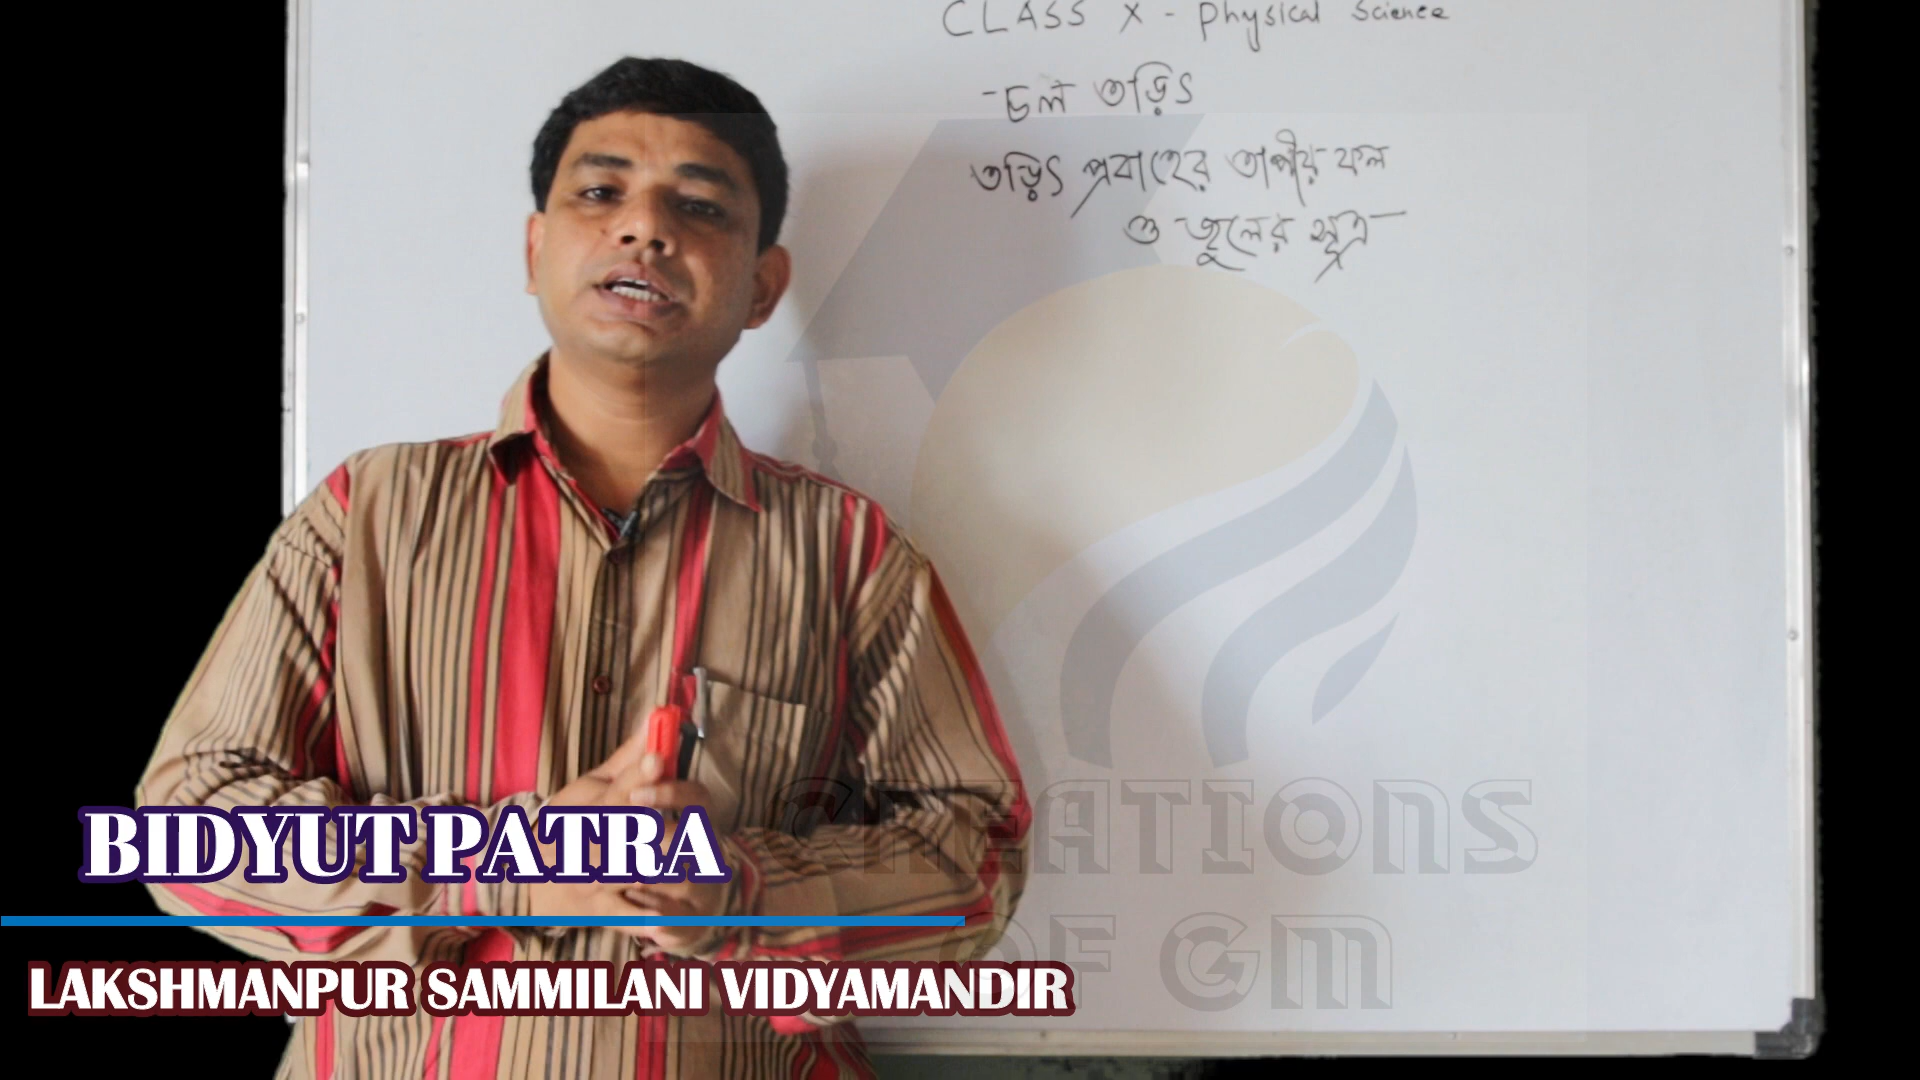 CLASS X - Physical Science
চল তড়িৎ
তড়িৎ প্রবাহের তাপীয় ফল
ও জুলের সূত্র
BIDYUT PATRA
LAKSHMANPUR SAMMILANI VIDYAMANDIR
CREATIONS
OF GM